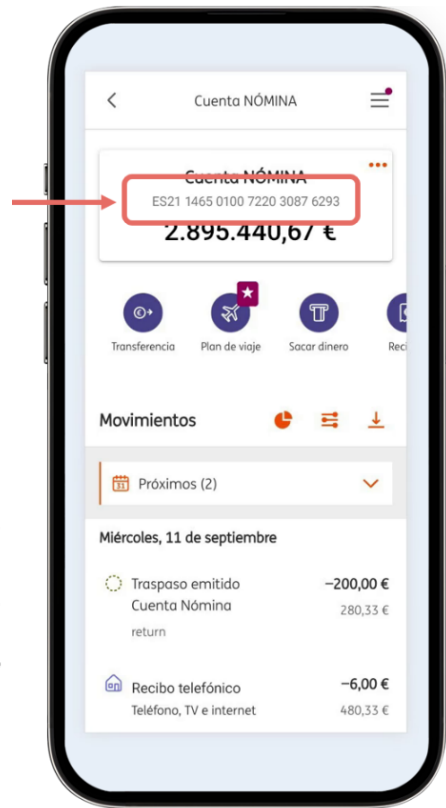 Cuenta NÓMINA
Cuenta NÓMINA
ES21 1465 0100 7220 3087 6293
2.895.440,67 €
Transferencia
Plan de viaje
Sacar dinero
Reci
Movimientos
31
Próximos (2)
Miércoles, 11 de septiembre
Traspaso emitido −200,00 €
Cuenta Nómina 280,33 €
return
Recibo telefónico −6,00 €
Teléfono, TV e internet 480,33 €